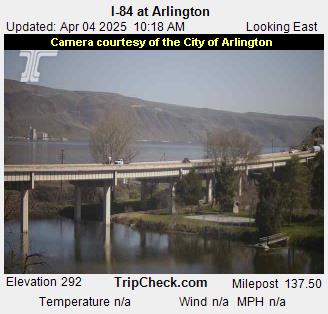 I-84 at Arlington
Updated: Apr 04 2025 10:18 AM Looking East
Camera courtesy of the City of Arlington
Elevation 292 TripCheck.com Milepost 137.50
Temperature n/a Wind n/a MPH n/a